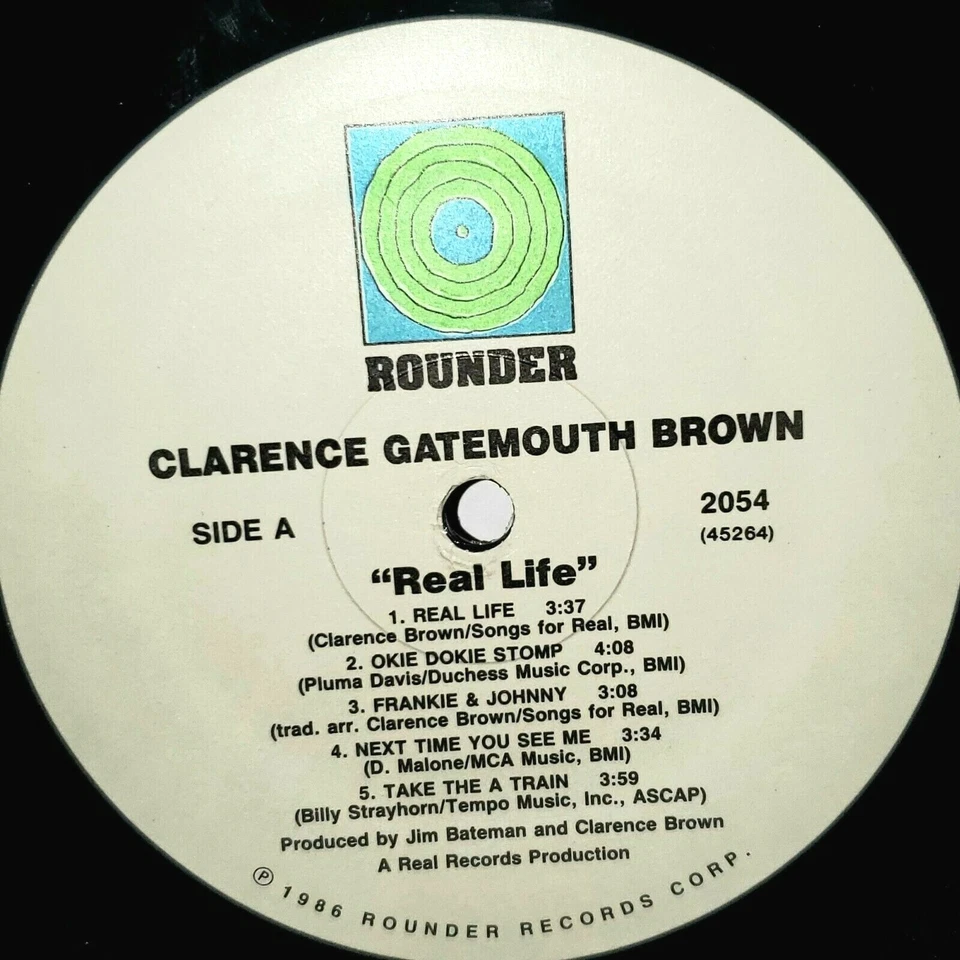 ROUNDER
CLARENCE GATEMOUTH BROWN
SIDE A
2054
(45264)
“Real Life”
1. REAL LIFE 3:37
(Clarence Brown/Songs for Real, BMI)
2. OKIE DOKIE STOMP 4:08
(Pluma Davis/Duchess Music Corp., BMI)
3. FRANKIE & JOHNNY 3:08
(trad. arr. Clarence Brown/Songs for Real, BMI)
4. NEXT TIME YOU SEE ME 3:34
(D. Malone/MCA Music, BMI)
5. TAKE THE A TRAIN 3:59
(Billy Strayhorn/Tempo Music, Inc., ASCAP)
Produced by Jim Bateman and Clarence Brown
A Real Records Production
℗ 1986 ROUNDER RECORDS CORP.